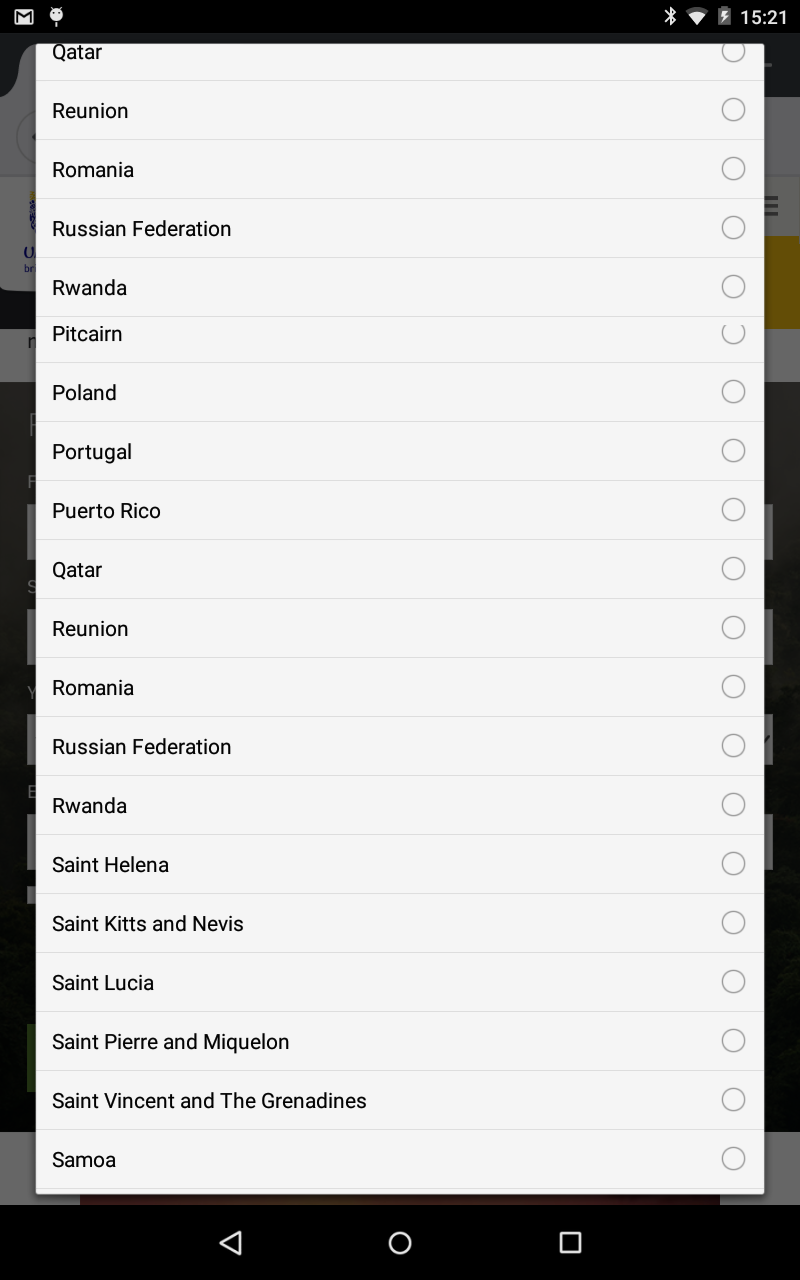 15:21
Qatar
Reunion
Romania
Russian Federation
Rwanda
Pitcairn
Poland
Portugal
Puerto Rico
Qatar
Reunion
Romania
Russian Federation
Rwanda
Saint Helena
Saint Kitts and Nevis
Saint Lucia
Saint Pierre and Miquelon
Saint Vincent and The Grenadines
Samoa